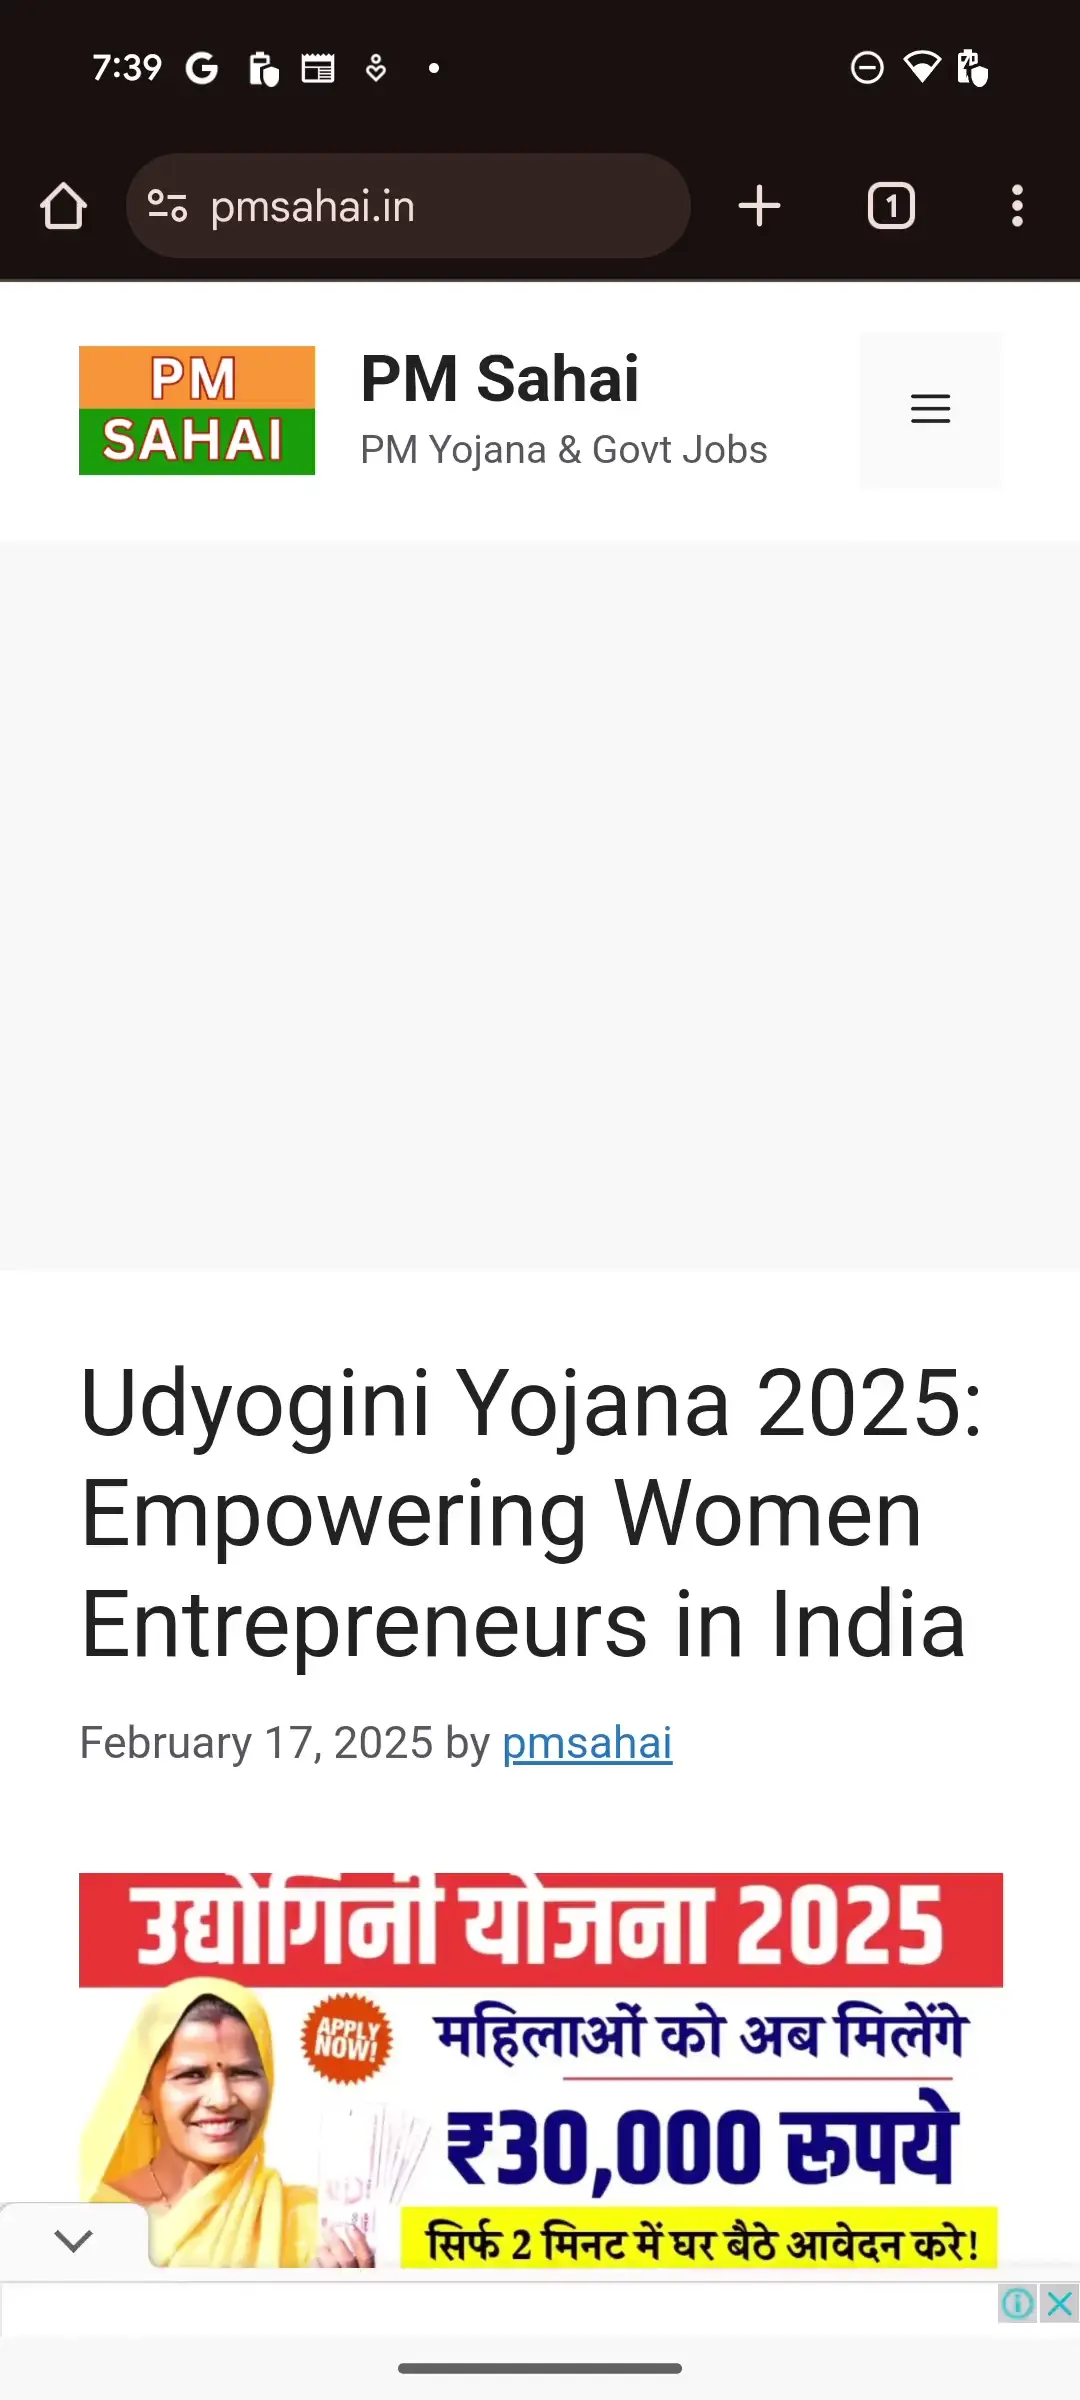 7:39
pmsahai.in
1
PM
SAHAI
PM Sahai
PM Yojana & Govt Jobs
Udyogini Yojana 2025:
Empowering Women
Entrepreneurs in India
February 17, 2025 by pmsahai
उद्योगिनी योजना 2025
APPLY
NOW!
महिलाओं को अब मिलेंगे
₹30,000 रूपये
सिर्फ 2 मिनट में घर बैठे आवेदन करे!